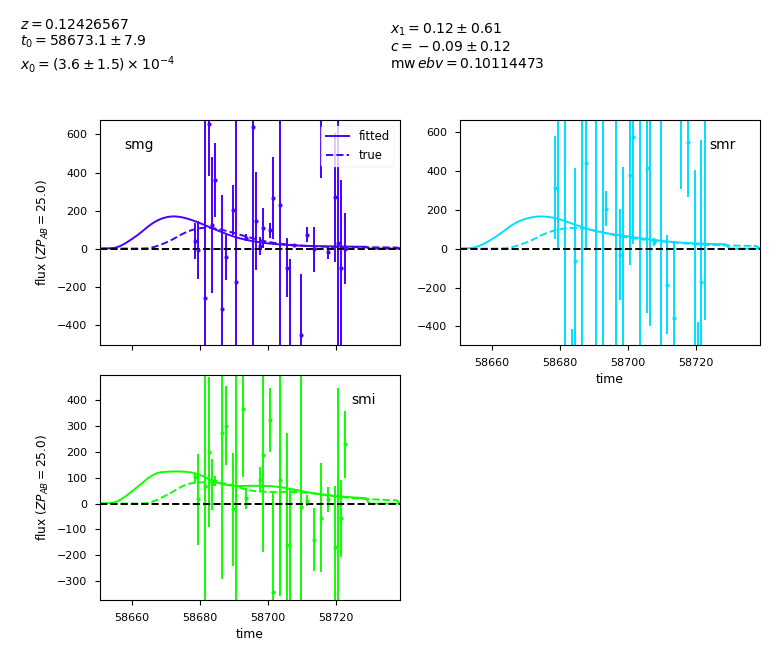 z = 0.12426567
t₀ = 58673.1 ± 7.9
x₀ = (3.6 ± 1.5) × 10⁻⁴
x₁ = 0.12 ± 0.61
c = −0.09 ± 0.12
mw ebv = 0.10114473
smg
fitted
true
600
400
200
0
−200
−400
flux (ZP_AB = 25.0)
smr
600
400
200
0
−200
−400
58660 58680 58700 58720
time
smi
400
300
200
100
0
−100
−200
−300
flux (ZP_AB = 25.0)
58660 58680 58700 58720
time